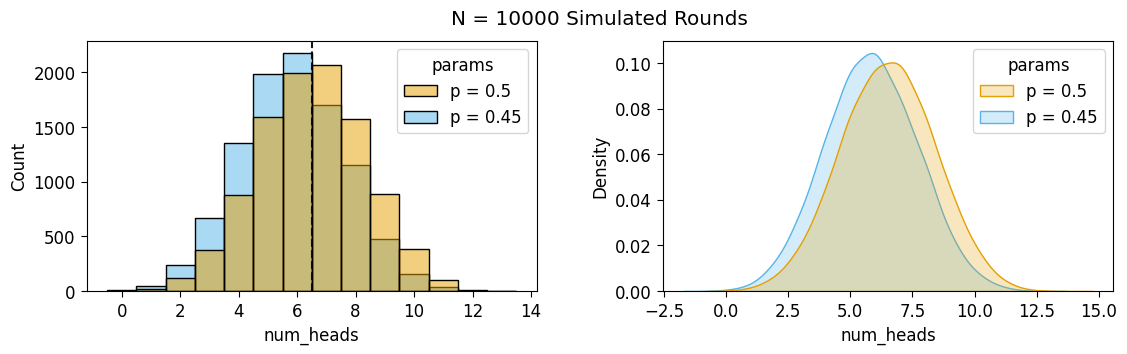 N = 10000 Simulated Rounds
Count
2000
1500
1000
500
0
0 2 4 6 8 10 12 14
num_heads
params
p = 0.5
p = 0.45
Density
0.10
0.08
0.06
0.04
0.02
0.00
−2.5 0.0 2.5 5.0 7.5 10.0 12.5 15.0
num_heads
params
p = 0.5
p = 0.45